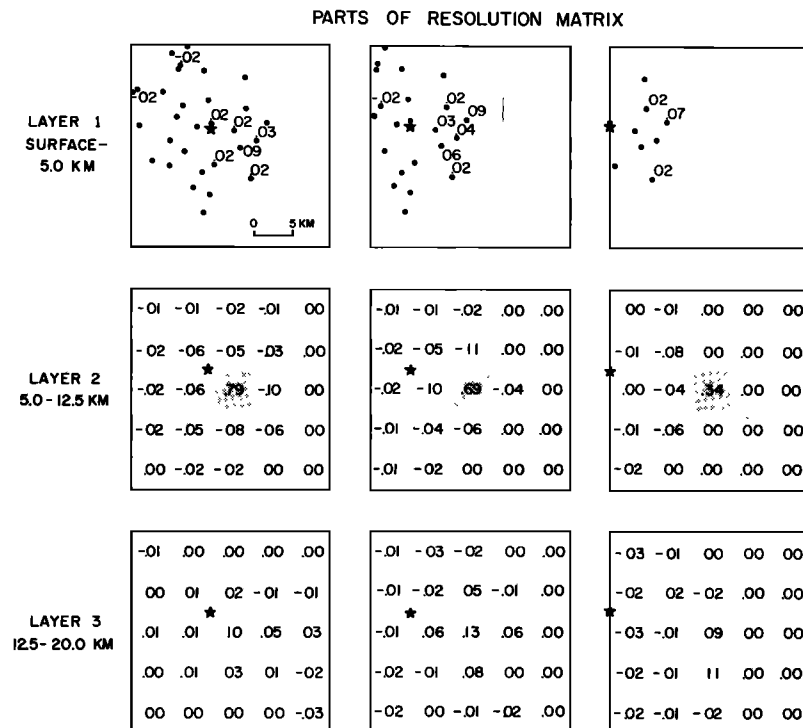 PARTS OF RESOLUTION MATRIX
LAYER 1
SURFACE-
5.0 KM
-02
-02
02
02
03
09
02
02
0 5 KM
-02
02
09
03
04
06
02
02
07
02
LAYER 2
5.0-12.5 KM
-01 -01 -02 -01 00
-02 -06 -05 -03 .00
-.02 -.06 .79 -.10 00
-02 -.05 -08 -06 00
.00 -.02 -02 00 00
-.01 -01 -.02 .00 .00
-.02 -05 -11 .00 .00
-.02 -10 69 -.04 .00
-.01 -.04 -06 .00 .00
-.01 -02 00 00 00
00 -01 .00 00 00
-.01 -.08 00 .00 .00
.00 -04 .34 .00 00
-.01 -06 00 00 00
-02 00 .00 .00 00
LAYER 3
12.5-20.0 KM
-.01 .00 .00 .00 .00
00 01 02 -01 -01
.01 .01 10 .05 03
.00 .01 03 01 -02
00 00 00 00 -.03
-.01 -03 -02 00 .00
-.01 -02 05 -.01 .00
-.01 .06 .13 .06 .00
-.02 -01 .08 00 00
-02 00 -.01 -.02 .00
-03 -01 00 00 00
-02 02 -02 .00 .00
-03 -.01 09 00 00
-02 -01 11 .00 .00
-.02 -.01 -02 00 00